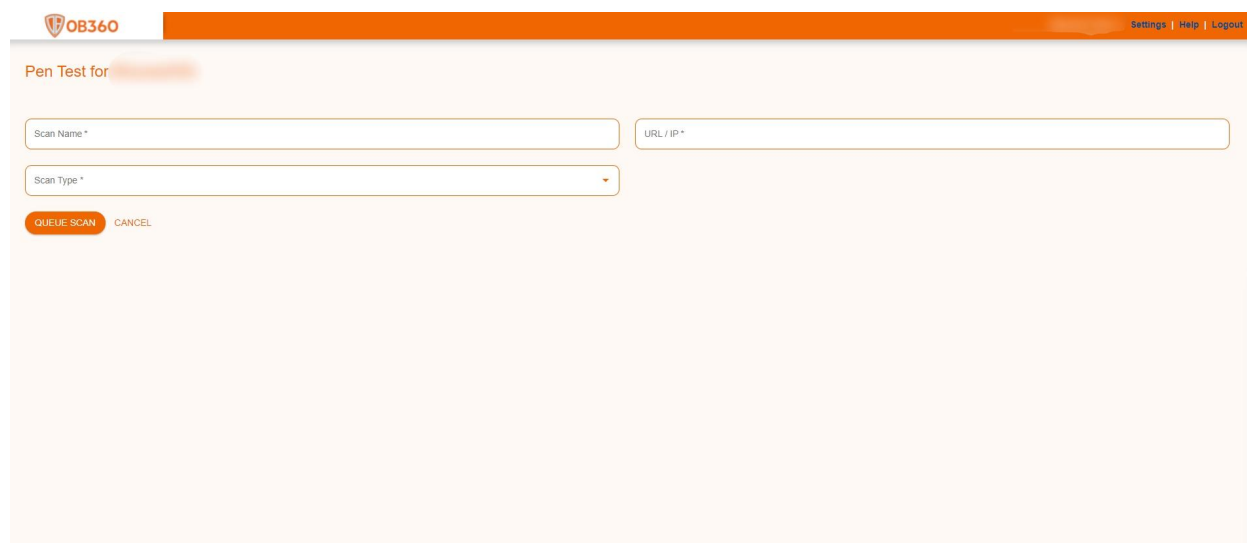 OB360
Settings | Help | Logout
Pen Test for
Scan Name *
URL / IP *
Scan Type *
QUEUE SCAN
CANCEL